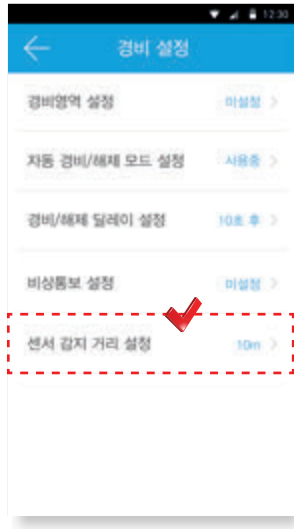 12:30
경비 설정
경비영역 설정 미설정
자동 경비/해제 모드 설정 사용중
경비/해제 딜레이 설정 10초 후
비상통보 설정 미설정
센서 감지 거리 설정 10m